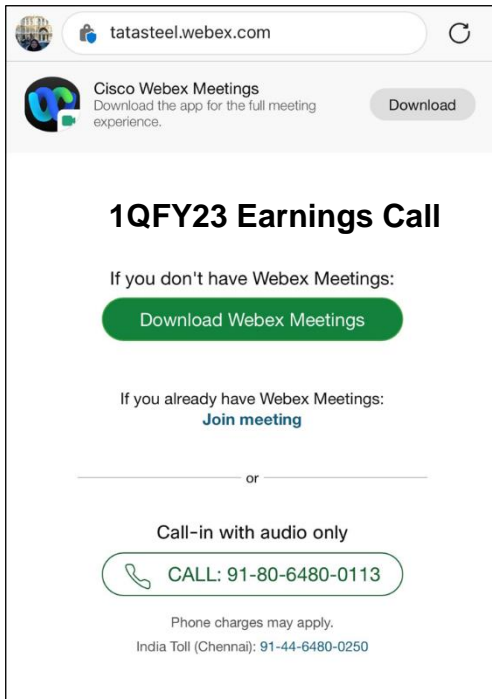 tatasteel.webex.com
Cisco Webex Meetings
Download the app for the full meeting
experience.
Download
1QFY23 Earnings Call
If you don't have Webex Meetings:
Download Webex Meetings
If you already have Webex Meetings:
Join meeting
or
Call-in with audio only
CALL: 91-80-6480-0113
Phone charges may apply.
India Toll (Chennai): 91-44-6480-0250